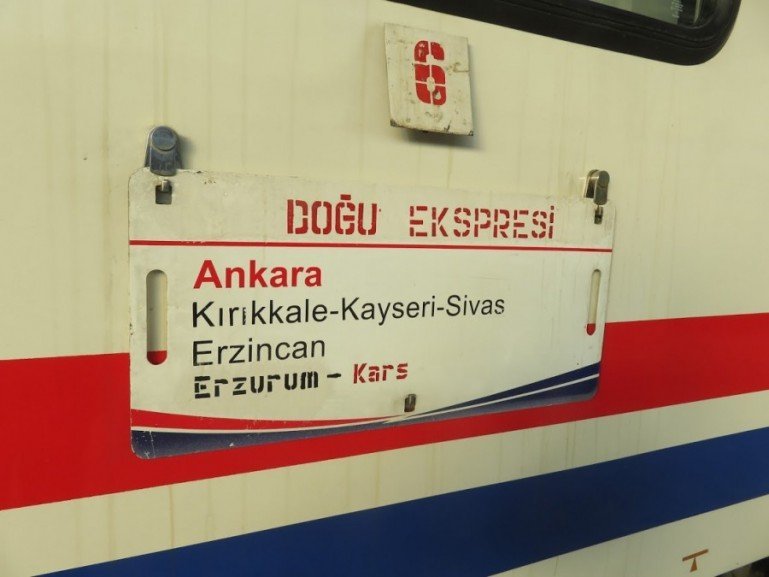 6
DOĞU EKSPRESİ
Ankara
Kırıkkale-Kayseri-Sivas
Erzincan
Erzurum - Kars